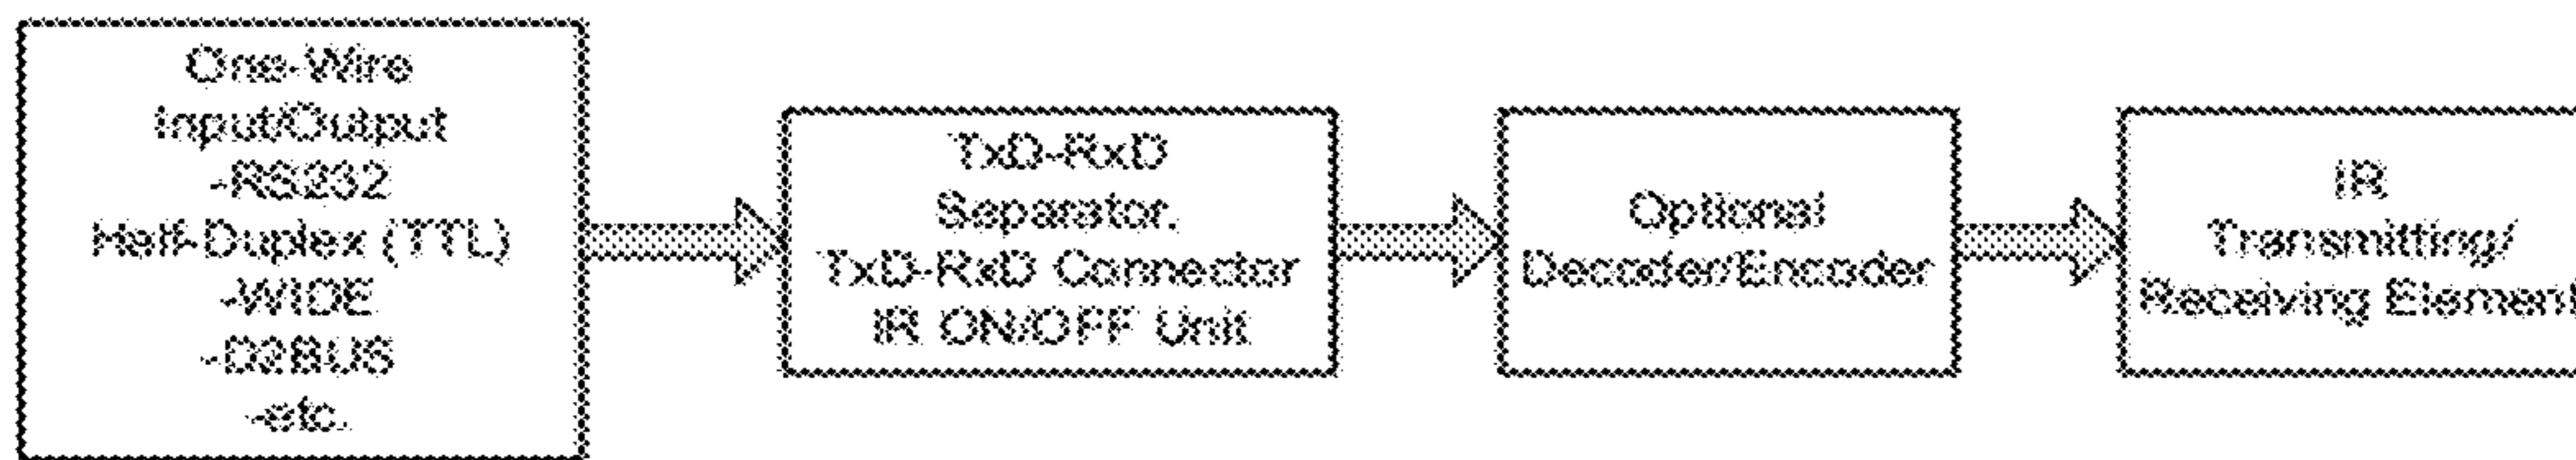 One-Wire
Input/Output
-RS232
Half-Duplex (TTL)
-WIDE
-D2BUS
-etc.
TxD-RxD
Separator.
TxD-RxD Connector
IR ON/OFF Unit
Optional
Decoder/Encoder
IR
Transmitting/
Receiving Element